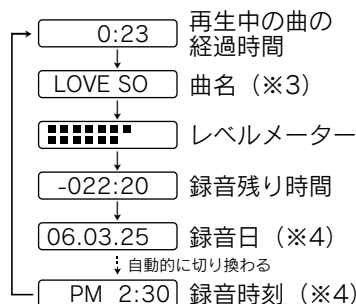 0:23 再生中の曲の
経過時間
LOVE SO 曲名（※3）
レベルメーター
-022:20 録音残り時間
06.03.25 録音日（※4）
自動的に切り換わる
PM 2:30 録音時刻（※4）